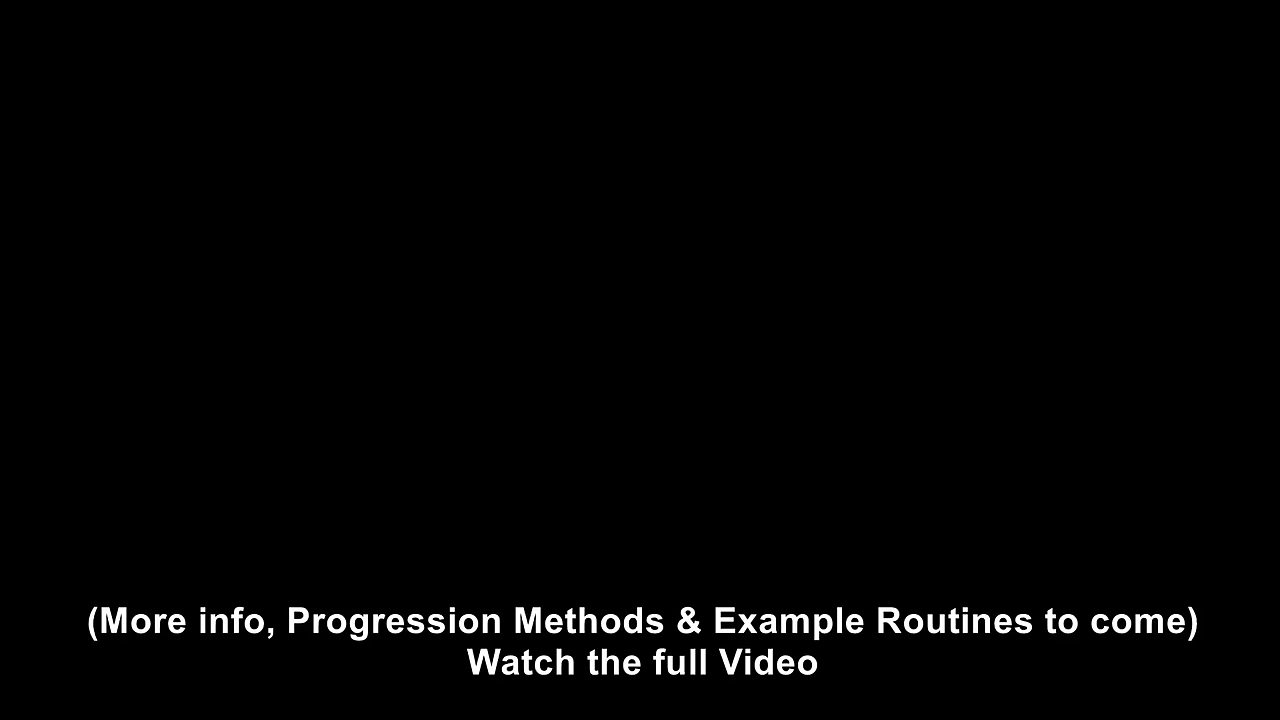 (More info, Progression Methods & Example Routines to come)
Watch the full Video